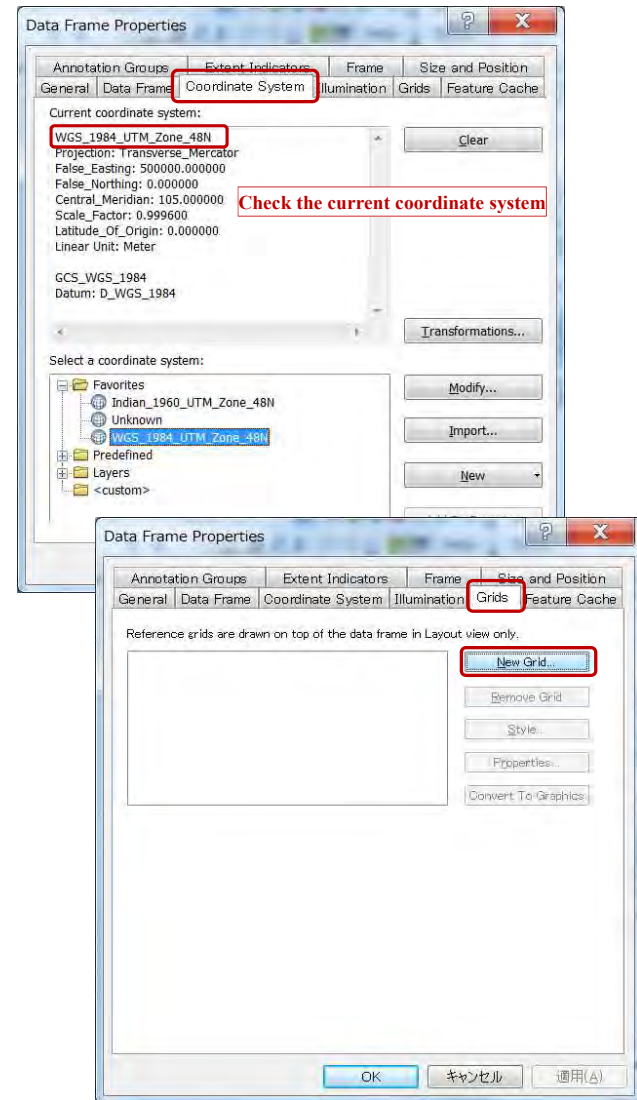 Data Frame Properties
Annotation Groups Extent Indicators Frame Size and Position
General Data Frame Coordinate System Illumination Grids Feature Cache
Current coordinate system:
WGS_1984_UTM_Zone_48N
Projection: Transverse_Mercator
False_Easting: 500000.000000
False_Northing: 0.000000
Central_Meridian: 105.000000
Scale_Factor: 0.999600
Latitude_Of_Origin: 0.000000
Linear Unit: Meter
GCS_WGS_1984
Datum: D_WGS_1984
Clear
Check the current coordinate system
Transformations...
Select a coordinate system:
Favorites
Indian_1960_UTM_Zone_48N
Unknown
WGS_1984_UTM_Zone_48N
Predefined
Layers
<custom>
Modify...
Import...
New
Data Frame Properties
Annotation Groups Extent Indicators Frame Size and Position
General Data Frame Coordinate System Illumination Grids Feature Cache
Reference grids are drawn on top of the data frame in Layout view only.
New Grid...
Remove Grid
Style...
Properties...
Convert To Graphics
OK キャンセル 適用(A)